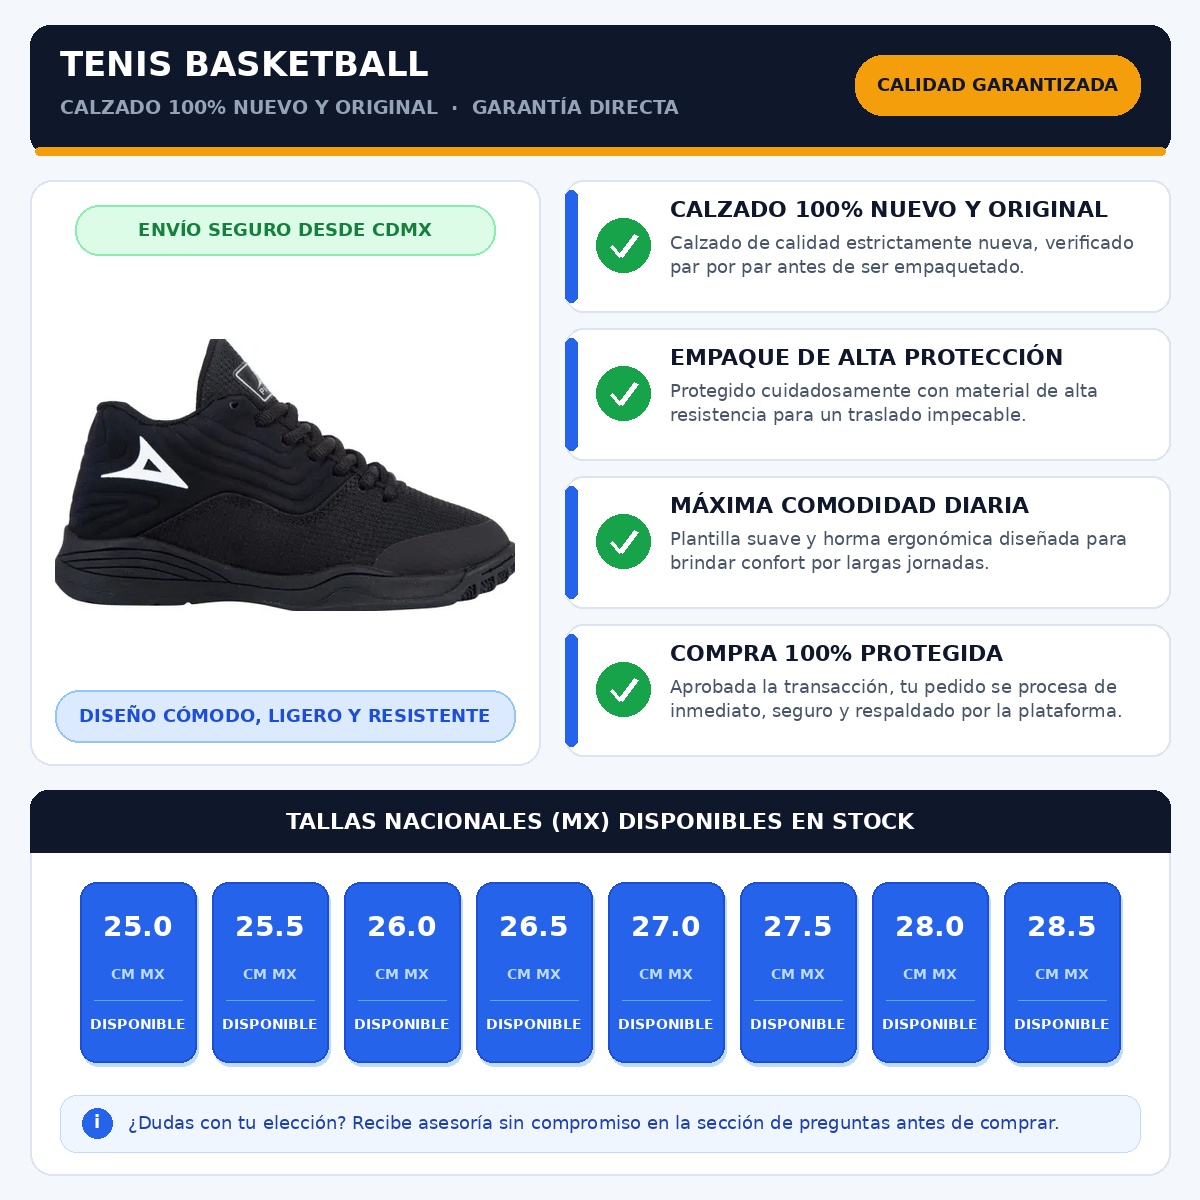 TENIS BASKETBALL
CALZADO 100% NUEVO Y ORIGINAL · GARANTÍA DIRECTA
CALIDAD GARANTIZADA
ENVÍO SEGURO DESDE CDMX
DISEÑO CÓMODO, LIGERO Y RESISTENTE
CALZADO 100% NUEVO Y ORIGINAL
Calzado de calidad estrictamente nueva, verificado
par por par antes de ser empaquetado.
EMPAQUE DE ALTA PROTECCIÓN
Protegido cuidadosamente con material de alta
resistencia para un traslado impecable.
MÁXIMA COMODIDAD DIARIA
Plantilla suave y horma ergonómica diseñada para
brindar confort por largas jornadas.
COMPRA 100% PROTEGIDA
Aprobada la transacción, tu pedido se procesa de
inmediato, seguro y respaldado por la plataforma.
TALLAS NACIONALES (MX) DISPONIBLES EN STOCK
25.0 25.5 26.0 26.5 27.0 27.5 28.0 28.5
CM MX CM MX CM MX CM MX CM MX CM MX CM MX CM MX
DISPONIBLE DISPONIBLE DISPONIBLE DISPONIBLE DISPONIBLE DISPONIBLE DISPONIBLE DISPONIBLE
i ¿Dudas con tu elección? Recibe asesoría sin compromiso en la sección de preguntas antes de comprar.